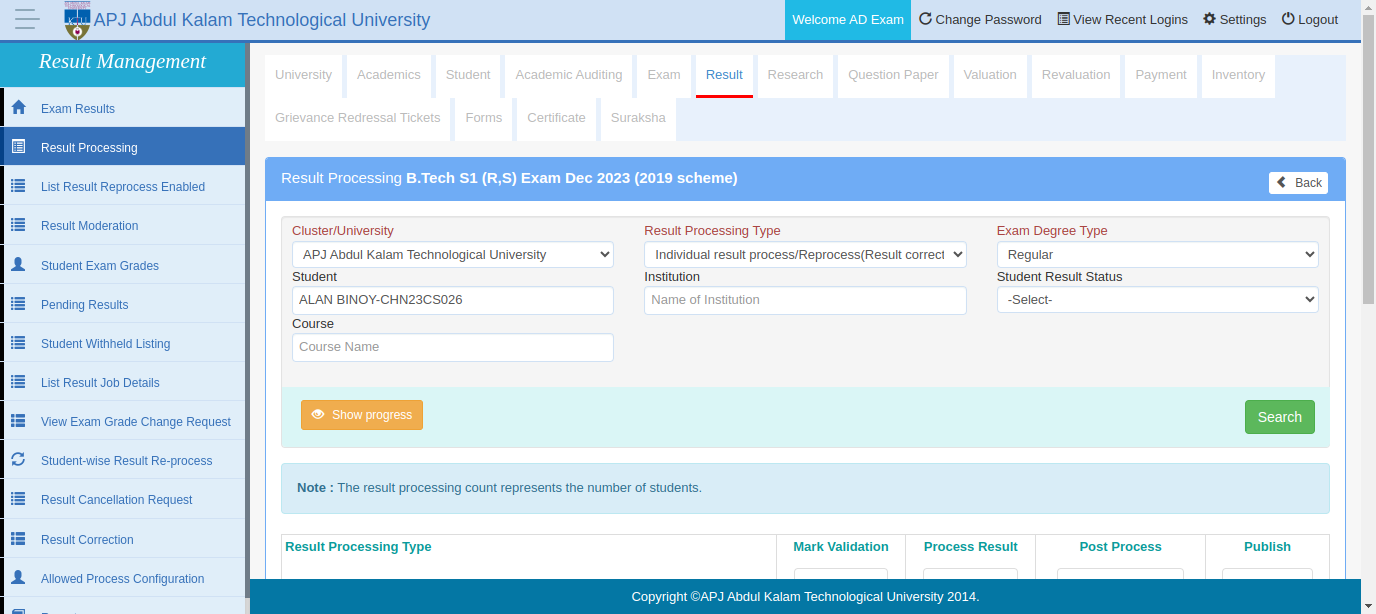 APJ Abdul Kalam Technological University
Welcome AD Exam Change Password View Recent Logins Settings Logout
Result Management
Exam Results
Result Processing
List Result Reprocess Enabled
Result Moderation
Student Exam Grades
Pending Results
Student Withheld Listing
List Result Job Details
View Exam Grade Change Request
Student-wise Result Re-process
Result Cancellation Request
Result Correction
Allowed Process Configuration
University Academics Student Academic Auditing Exam Result Research Question Paper Valuation Revaluation Payment Inventory
Grievance Redressal Tickets Forms Certificate Suraksha
Result Processing B.Tech S1 (R,S) Exam Dec 2023 (2019 scheme)
Back
Cluster/University Result Processing Type Exam Degree Type
APJ Abdul Kalam Technological University Individual result process/Reprocess(Result correct Regular
Student Institution Student Result Status
ALAN BINOY-CHN23CS026 Name of Institution -Select-
Course
Course Name
Show progress Search
Note : The result processing count represents the number of students.
Result Processing Type Mark Validation Process Result Post Process Publish
Copyright ©APJ Abdul Kalam Technological University 2014.